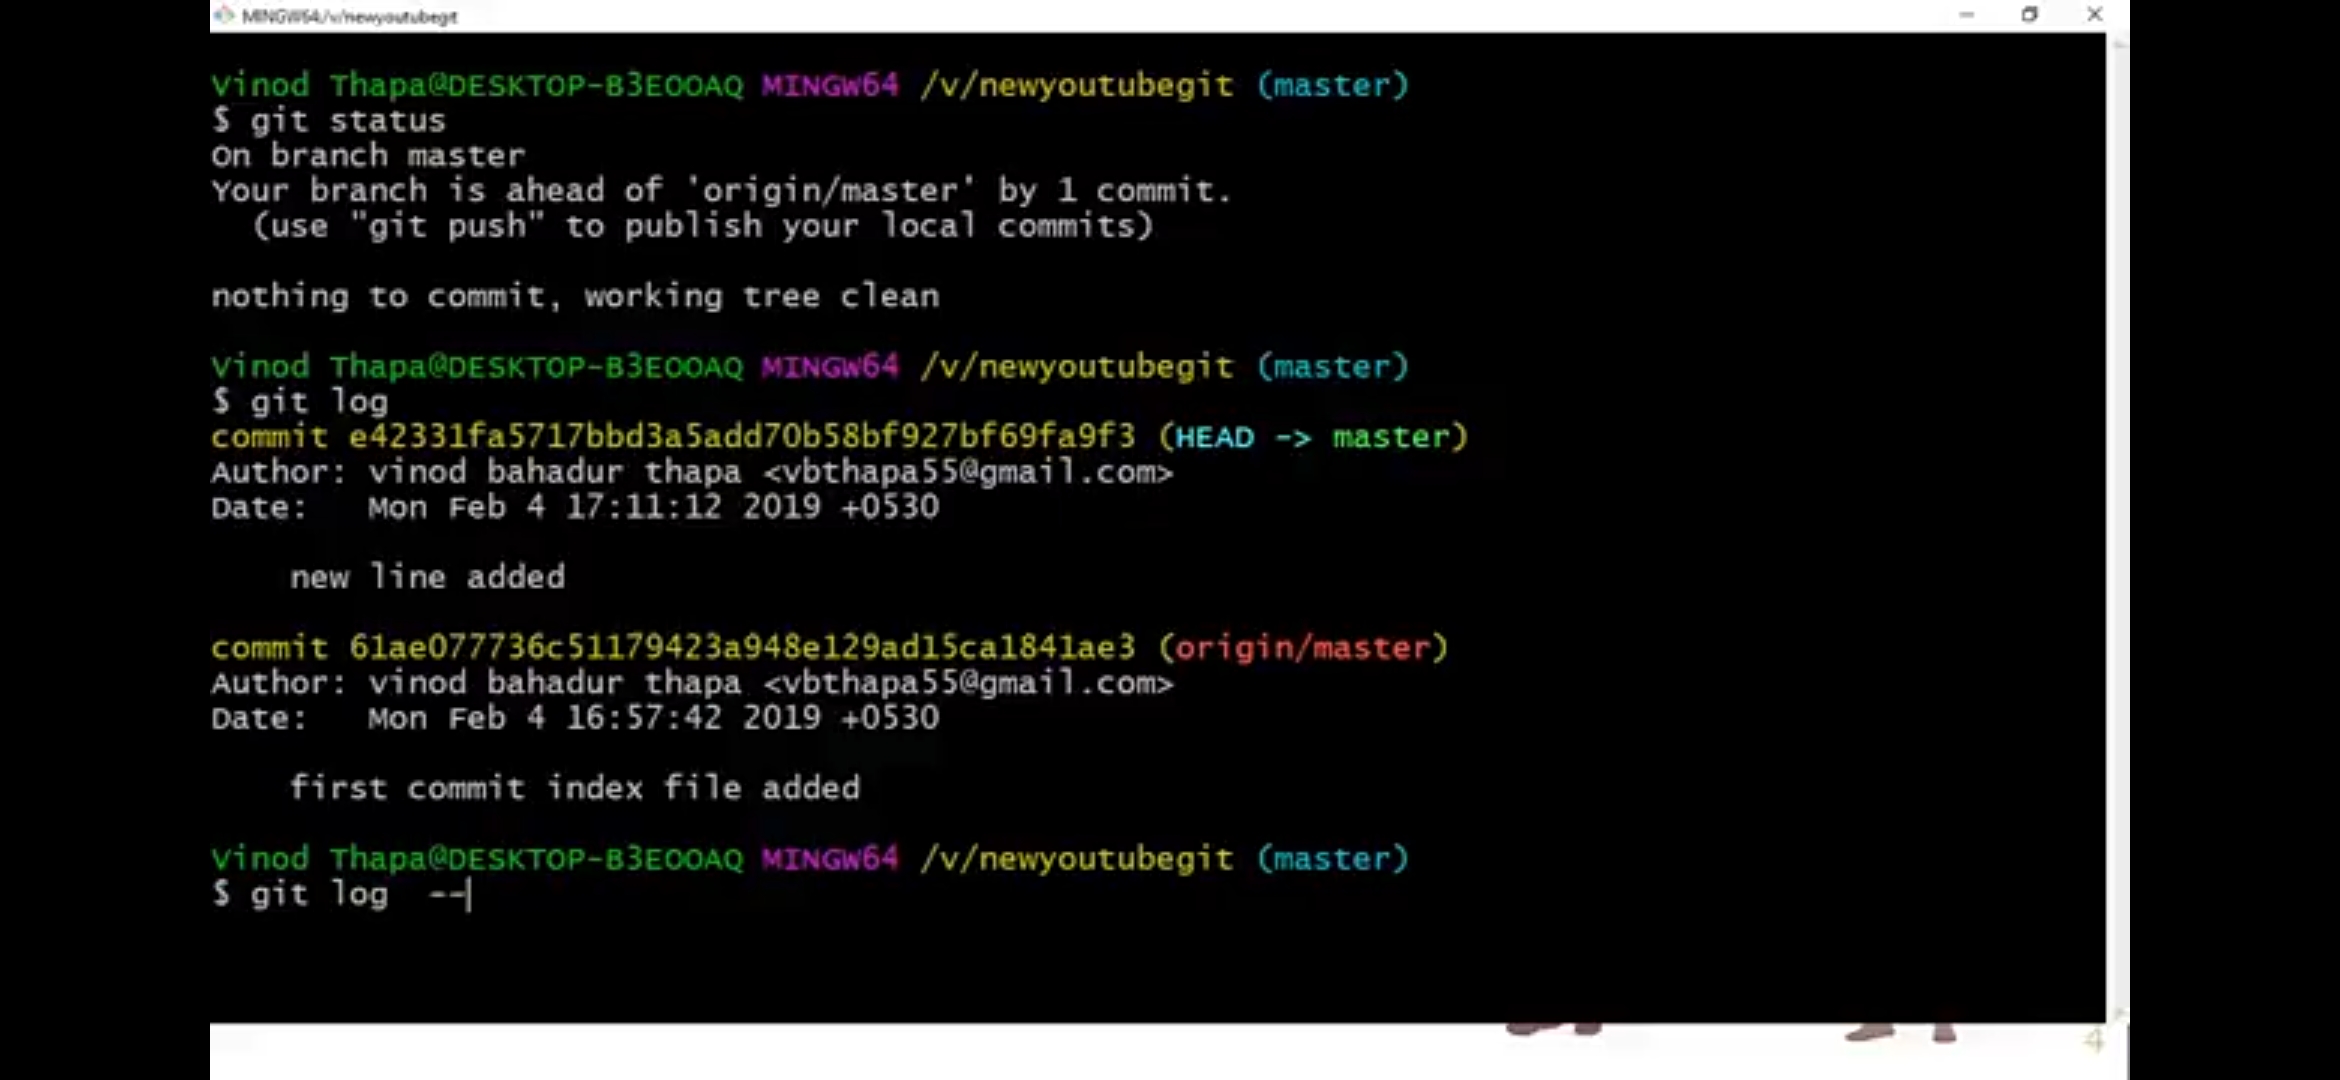 MINGW64:/v/newyoutubegit
Vinod Thapa@DESKTOP-B3EOOAQ MINGW64 /v/newyoutubegit (master)
$ git status
On branch master
Your branch is ahead of 'origin/master' by 1 commit.
  (use "git push" to publish your local commits)
nothing to commit, working tree clean
Vinod Thapa@DESKTOP-B3EOOAQ MINGW64 /v/newyoutubegit (master)
$ git log
commit e42331fa5717bbd3a5add70b58bf927bf69fa9f3 (HEAD -> master)
Author: vinod bahadur thapa <vbthapa55@gmail.com>
Date:   Mon Feb 4 17:11:12 2019 +0530
    new line added
commit 61ae077736c51179423a948e129ad15ca1841ae3 (origin/master)
Author: vinod bahadur thapa <vbthapa55@gmail.com>
Date:   Mon Feb 4 16:57:42 2019 +0530
    first commit index file added
Vinod Thapa@DESKTOP-B3EOOAQ MINGW64 /v/newyoutubegit (master)
$ git log  --
4